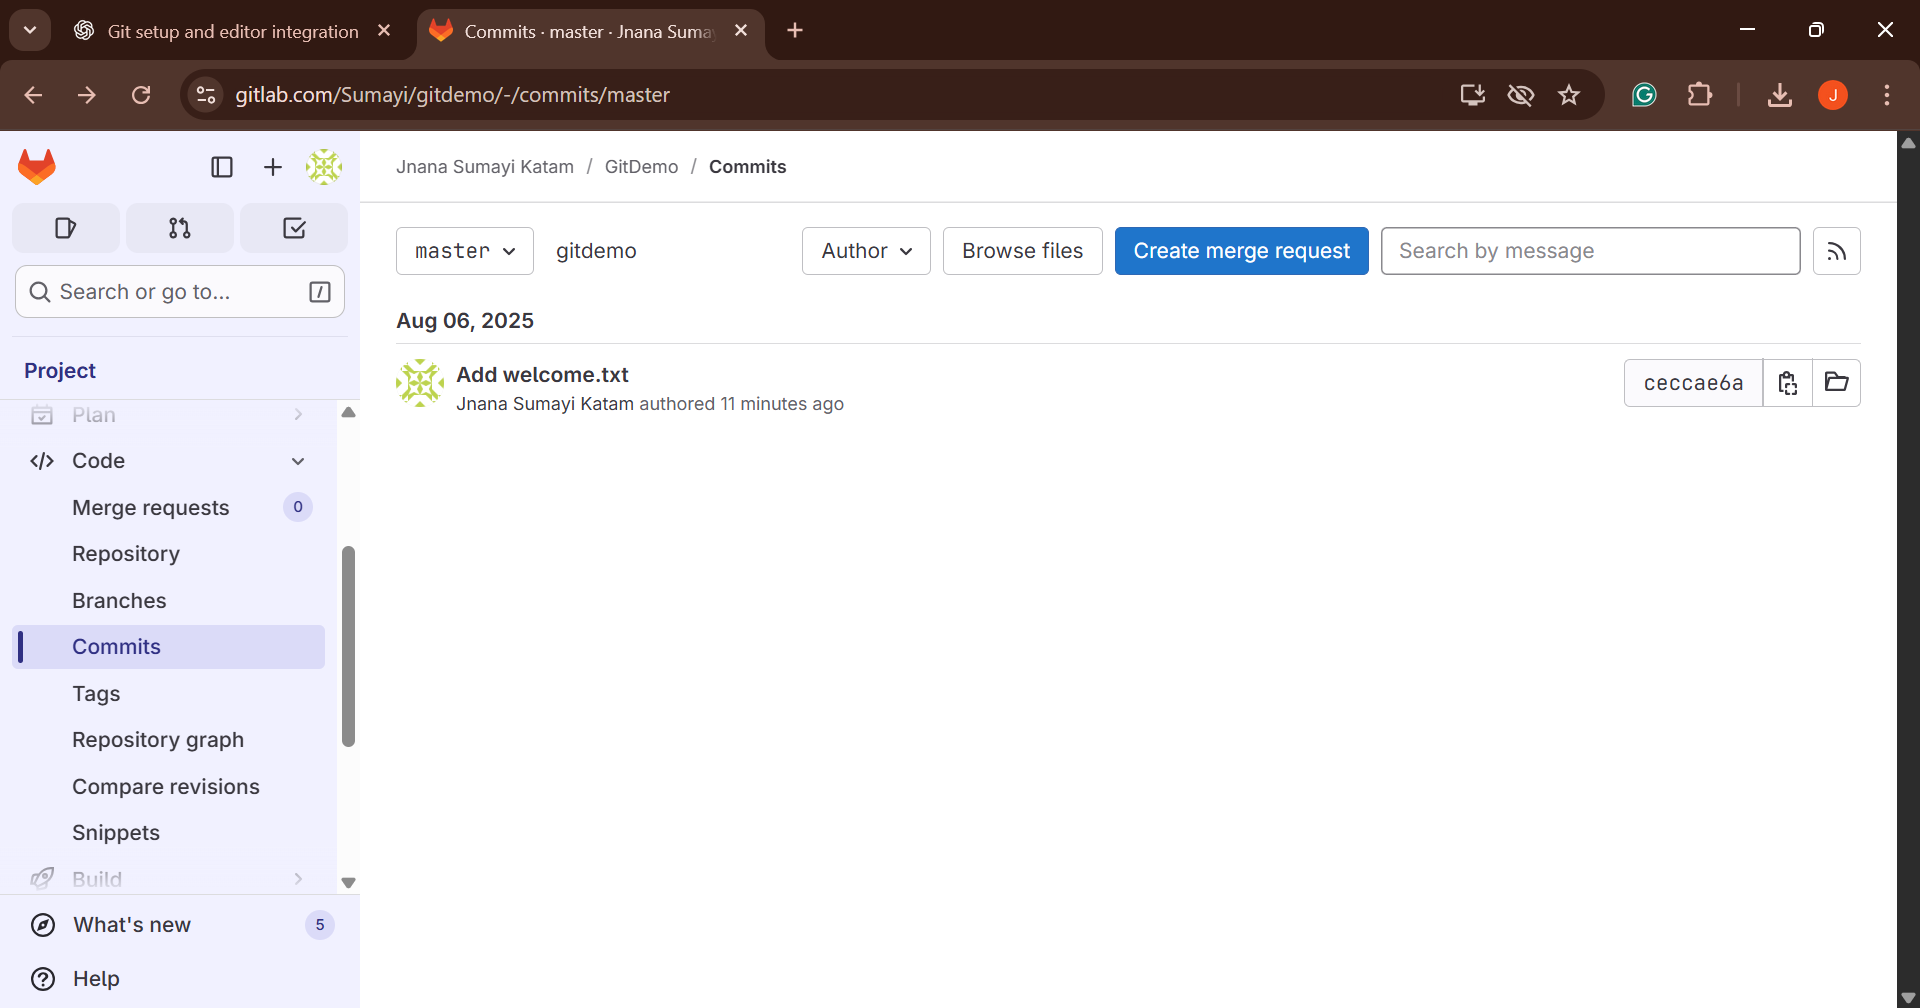 Git setup and editor integration
Commits · master · Jnana Suma
gitlab.com/Sumayi/gitdemo/-/commits/master
J
Jnana Sumayi Katam / GitDemo / Commits
master
gitdemo
Author
Browse files
Create merge request
Search by message
Search or go to...
/
Project
Plan
Code
Merge requests 0
Repository
Branches
Commits
Tags
Repository graph
Compare revisions
Snippets
Build
What's new 5
Help
Aug 06, 2025
Add welcome.txt
Jnana Sumayi Katam authored 11 minutes ago
ceccae6a